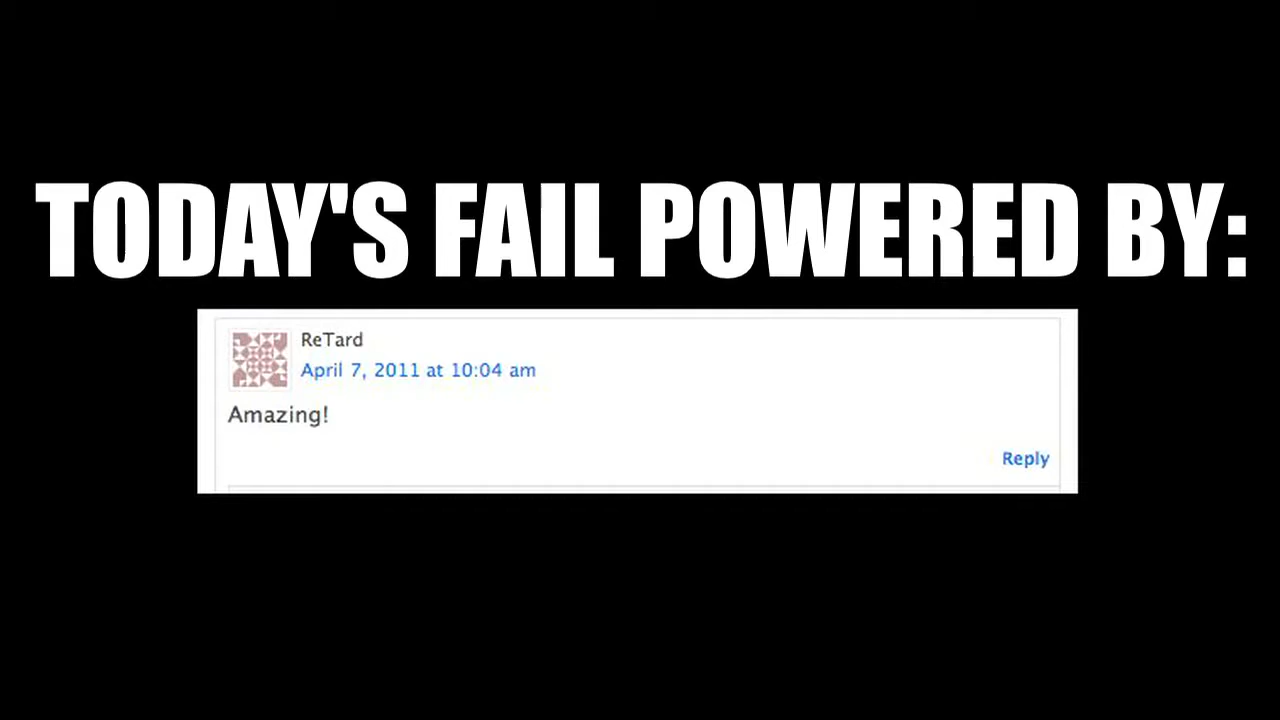 TODAY'S FAIL POWERED BY:
ReTard
April 7, 2011 at 10:04 am
Amazing!
Reply